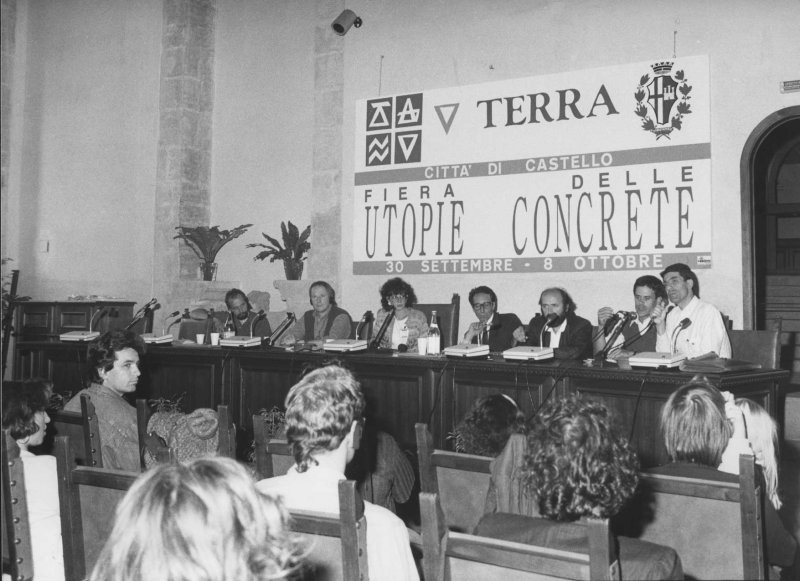 TERRA
CITTA' DI CASTELLO
FIERA DELLE
UTOPIE CONCRETE
30 SETTEMBRE - 8 OTTOBRE